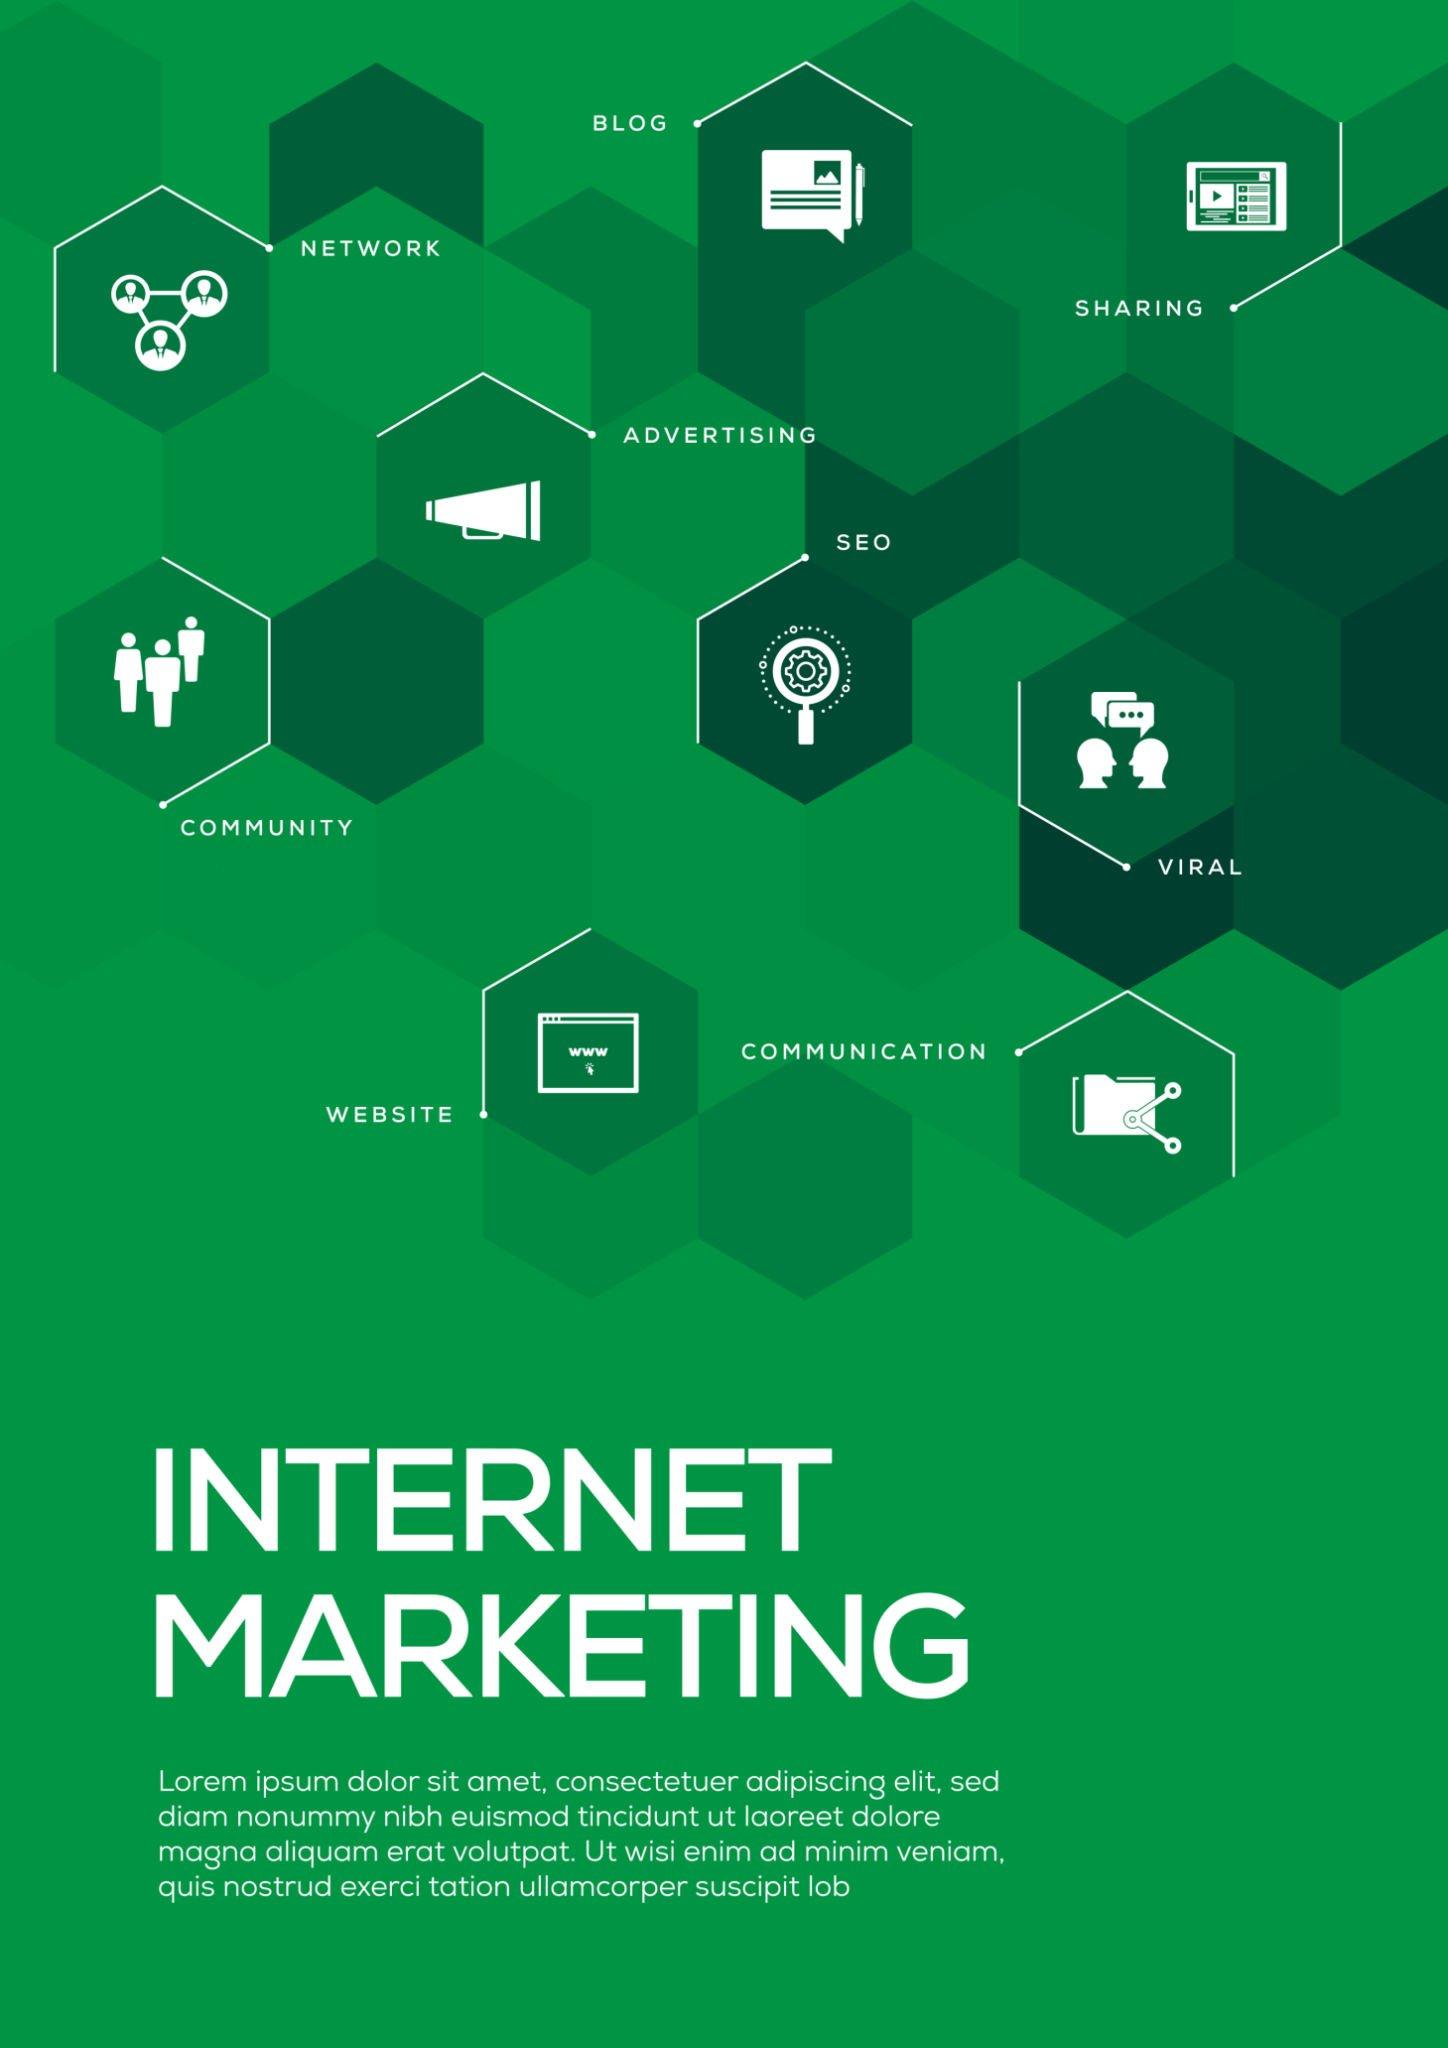 BLOG
NETWORK
SHARING
ADVERTISING
SEO
COMMUNITY
VIRAL
www
COMMUNICATION
WEBSITE
INTERNET
MARKETING
Lorem ipsum dolor sit amet, consectetuer adipiscing elit, sed
diam nonummy nibh euismod tincidunt ut laoreet dolore
magna aliquam erat volutpat. Ut wisi enim ad minim veniam,
quis nostrud exerci tation ullamcorper suscipit lob